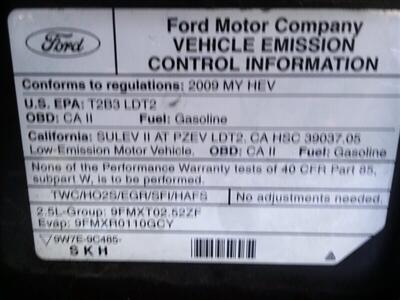 Ford
Ford Motor Company
VEHICLE EMISSION
CONTROL INFORMATION
Conforms to regulations: 2009 MY HEV
U.S. EPA: T2B3 LDT2
OBD: CA II Fuel: Gasoline
California: SULEV II AT PZEV LDT2, CA HSC 39037.05
Low-Emission Motor Vehicle. Fuel: Gasoline
None of the Performance Warranty tests of 40 CFR Part 85,
subpart W, is to be performed.
TWC/HO2S/EGR/SFI/HAFS No adjustments needed.
2.5L-Group: 9FMXT02.52ZF
Evap: 9FMXR0110GCY
9W7E-9C485-
SKH